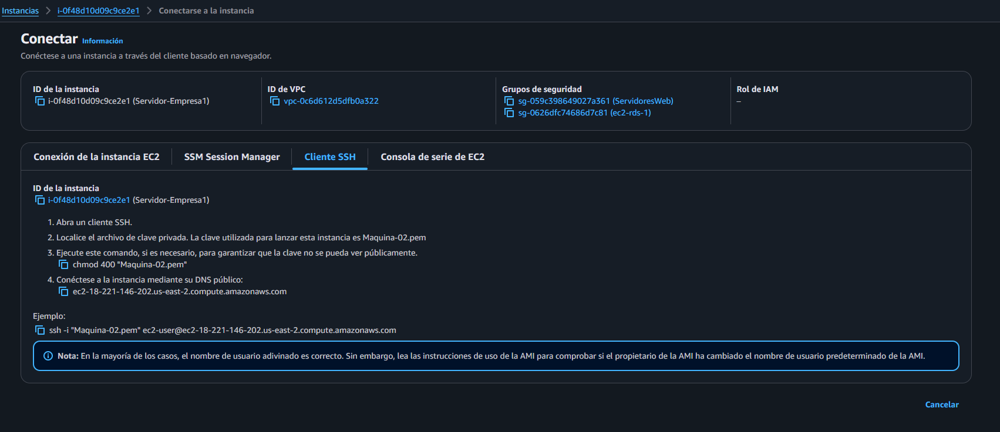 Instancias > i-0f48d10d09c9ce2e1 > Conectarse a la instancia
Conectar Información
Conéctese a una instancia a través del cliente basado en navegador.
ID de la instancia
i-0f48d10d09c9ce2e1 (Servidor-Empresa1)
ID de VPC
vpc-0c6d612d5dfb0a322
Grupos de seguridad
sg-059c398649027a361 (ServidoresWeb)
sg-0626dfc74686d7c81 (ec2-rds-1)
Rol de IAM
–
Conexión de la instancia EC2
SSM Session Manager
Cliente SSH
Consola de serie de EC2
ID de la instancia
i-0f48d10d09c9ce2e1 (Servidor-Empresa1)
1. Abra un cliente SSH.
2. Localice el archivo de clave privada. La clave utilizada para lanzar esta instancia es Maquina-02.pem
3. Ejecute este comando, si es necesario, para garantizar que la clave no se pueda ver públicamente.
chmod 400 "Maquina-02.pem"
4. Conéctese a la instancia mediante su DNS público:
ec2-18-221-146-202.us-east-2.compute.amazonaws.com
Ejemplo:
ssh -i "Maquina-02.pem" ec2-user@ec2-18-221-146-202.us-east-2.compute.amazonaws.com
Nota: En la mayoría de los casos, el nombre de usuario adivinado es correcto. Sin embargo, lea las instrucciones de uso de la AMI para comprobar si el propietario de la AMI ha cambiado el nombre de usuario predeterminado de la AMI.
Cancelar